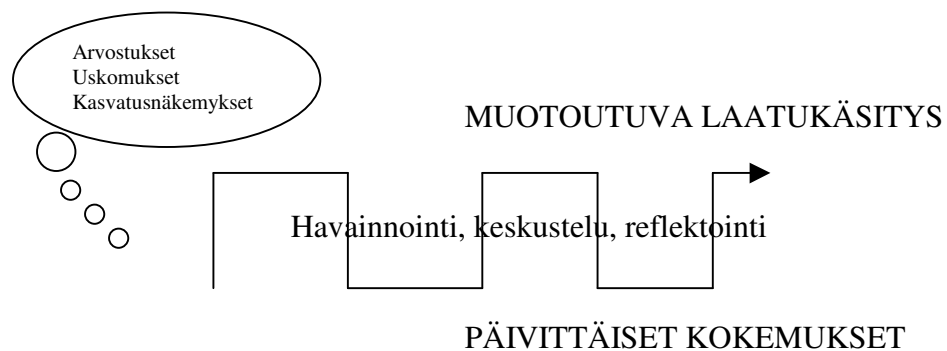 Arvostukset
Uskomukset
Kasvatusnäkemykset
MUOTOUTUVA LAATUKÄSITYS
Havainnointi, keskustelu, reflektointi
PÄIVITTÄISET KOKEMUKSET